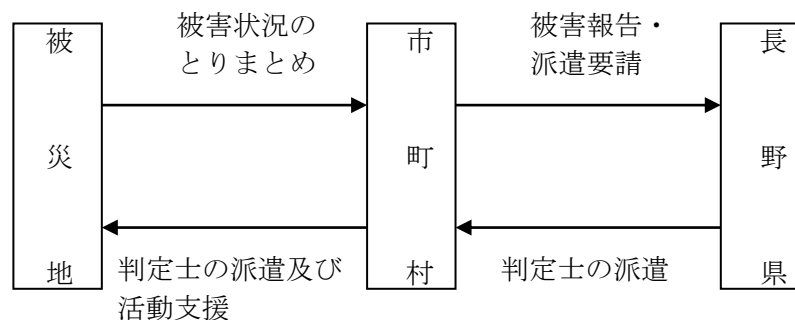 被災地
被害状況の
とりまとめ
市町村
被害報告・
派遣要請
長野県
判定士の派遣及び
活動支援
判定士の派遣